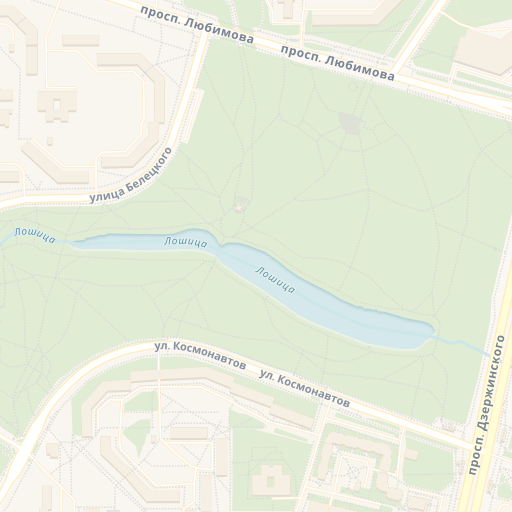 просп. Любимова
просп. Любимова
улица Белецкого
Лошица
Лошица
Лошица
просп. Дзержинского
ул. Космонавтов
ул. Космонавтов